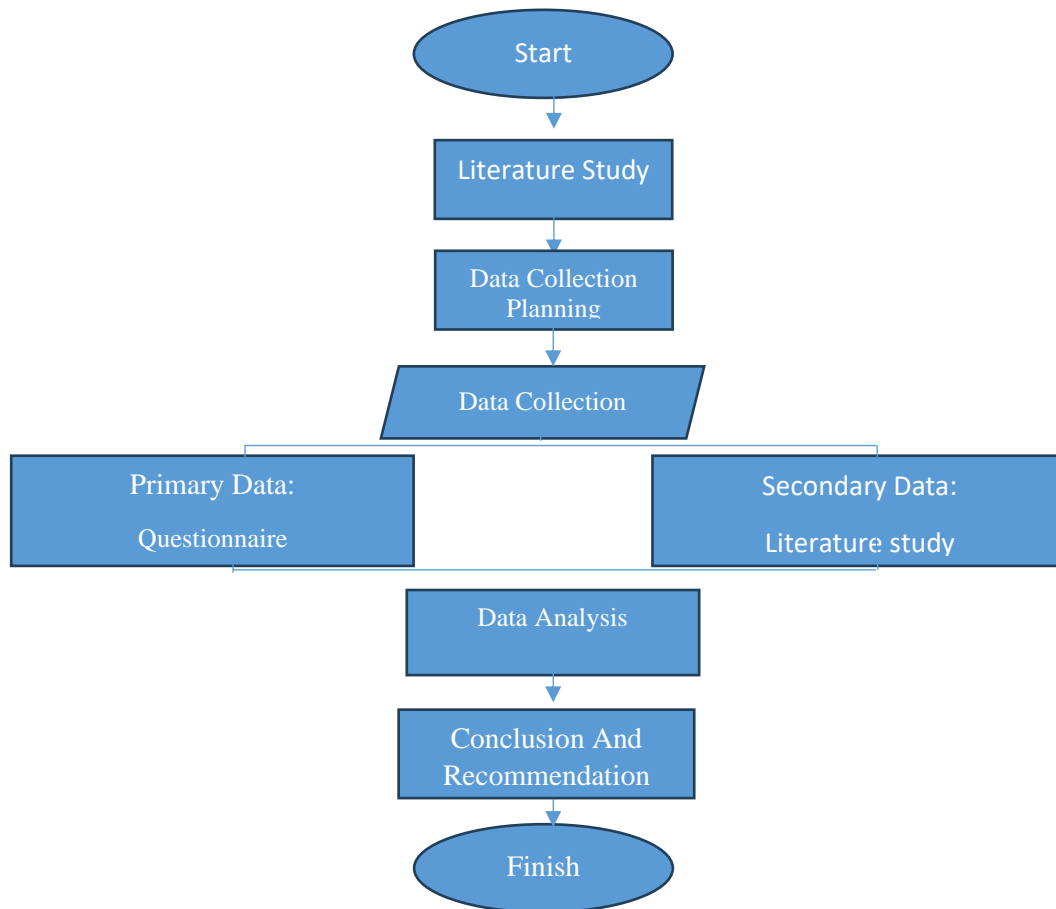 Start
Literature Study
Data Collection
Planning
Data Collection
Primary Data:
Questionnaire
Secondary Data:
Literature study
Data Analysis
Conclusion And
Recommendation
Finish